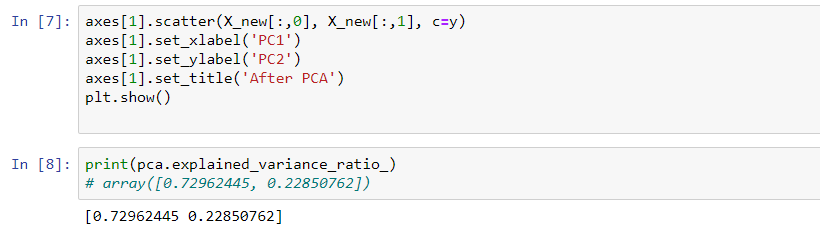 In [7]: axes[1].scatter(X_new[:,0], X_new[:,1], c=y)
axes[1].set_xlabel('PC1')
axes[1].set_ylabel('PC2')
axes[1].set_title('After PCA')
plt.show()
In [8]: print(pca.explained_variance_ratio_)
# array([0.72962445, 0.22850762])
[0.72962445 0.22850762]